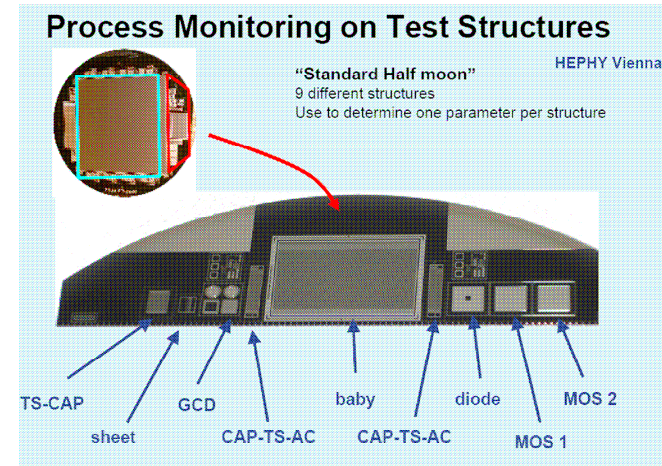 Process Monitoring on Test Structures
HEPHY Vienna
“Standard Half moon”
9 different structures
Use to determine one parameter per structure
TS-CAP
sheet
GCD
CAP-TS-AC
baby
CAP-TS-AC
diode
MOS 1
MOS 2